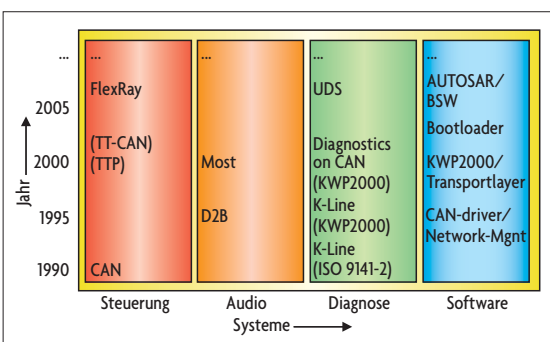 Jahr
...
2005
2000
1995
1990
...
FlexRay
(TT-CAN)
(TTP)
CAN
...
Most
D2B
...
UDS
Diagnostics
on CAN
(KWP2000)
K-Line
(KWP2000)
K-Line
(ISO 9141-2)
...
AUTOSAR/
BSW
Bootloader
KWP2000/
Transportlayer
CAN-driver/
Network-Mgnt
Steuerung
Audio
Diagnose
Software
Systeme